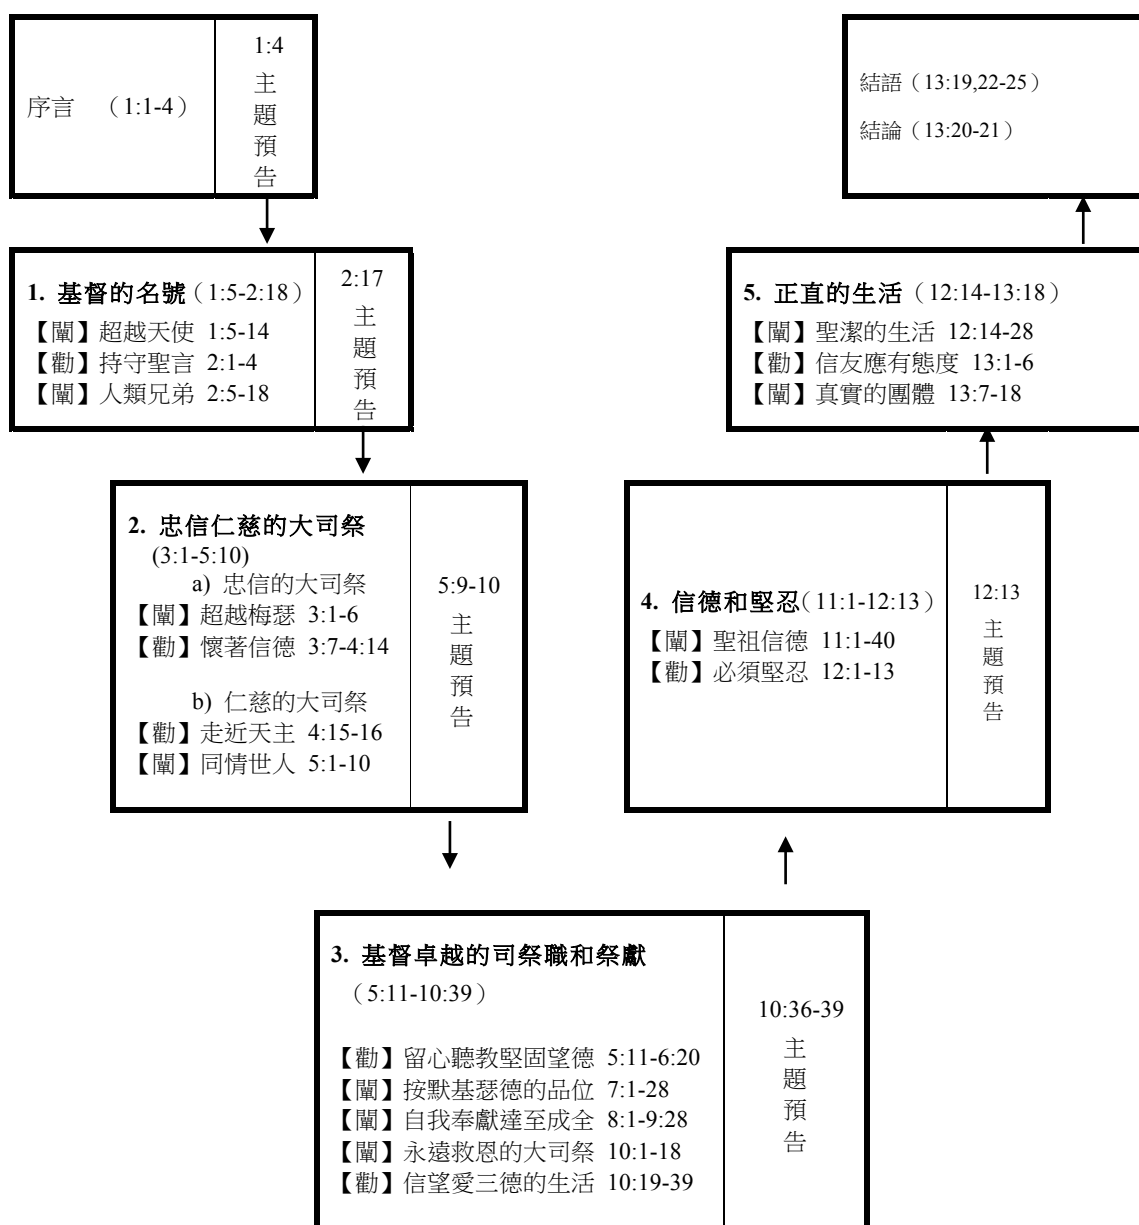 序言 （1:1-4）
1:4
主
題
預
告
1. 基督的名號（1:5-2:18）
【闡】超越天使 1:5-14
【勸】持守聖言 2:1-4
【闡】人類兄弟 2:5-18
2:17
主
題
預
告
2. 忠信仁慈的大司祭
(3:1-5:10)
a) 忠信的大司祭
【闡】超越梅瑟 3:1-6
【勸】懷著信德 3:7-4:14
b) 仁慈的大司祭
【勸】走近天主 4:15-16
【闡】同情世人 5:1-10
5:9-10
主
題
預
告
3. 基督卓越的司祭職和祭獻
（5:11-10:39）
【勸】留心聽教堅固望德 5:11-6:20
【闡】按默基瑟德的品位 7:1-28
【闡】自我奉獻達至成全 8:1-9:28
【闡】永遠救恩的大司祭 10:1-18
【勸】信望愛三德的生活 10:19-39
10:36-39
主
題
預
告
4. 信德和堅忍（11:1-12:13）
【闡】聖祖信德 11:1-40
【勸】必須堅忍 12:1-13
12:13
主
題
預
告
5. 正直的生活（12:14-13:18）
【闡】聖潔的生活 12:14-28
【勸】信友應有態度 13:1-6
【闡】真實的團體 13:7-18
結語（13:19,22-25）
結論（13:20-21）